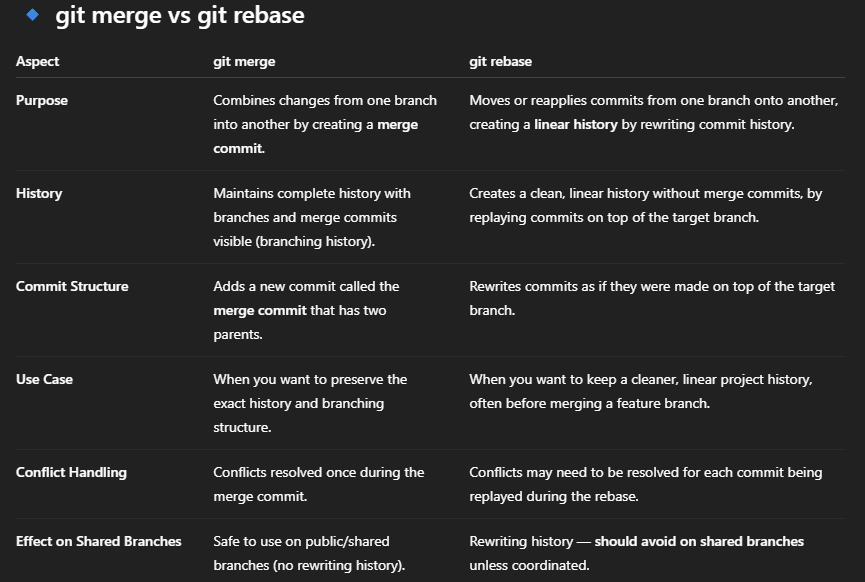 git merge vs git rebase
Aspect git merge git rebase
Purpose Combines changes from one branch Moves or reapplies commits from one branch onto another,
into another by creating a merge creating a linear history by rewriting commit history.
commit.
History Maintains complete history with Creates a clean, linear history without merge commits, by
branches and merge commits replaying commits on top of the target branch.
visible (branching history).
Commit Structure Adds a new commit called the Rewrites commits as if they were made on top of the target
merge commit that has two branch.
parents.
Use Case When you want to preserve the When you want to keep a cleaner, linear project history,
exact history and branching often before merging a feature branch.
structure.
Conflict Handling Conflicts resolved once during the Conflicts may need to be resolved for each commit being
merge commit. replayed during the rebase.
Effect on Shared Branches Safe to use on public/shared Rewriting history — should avoid on shared branches
branches (no rewriting history). unless coordinated.